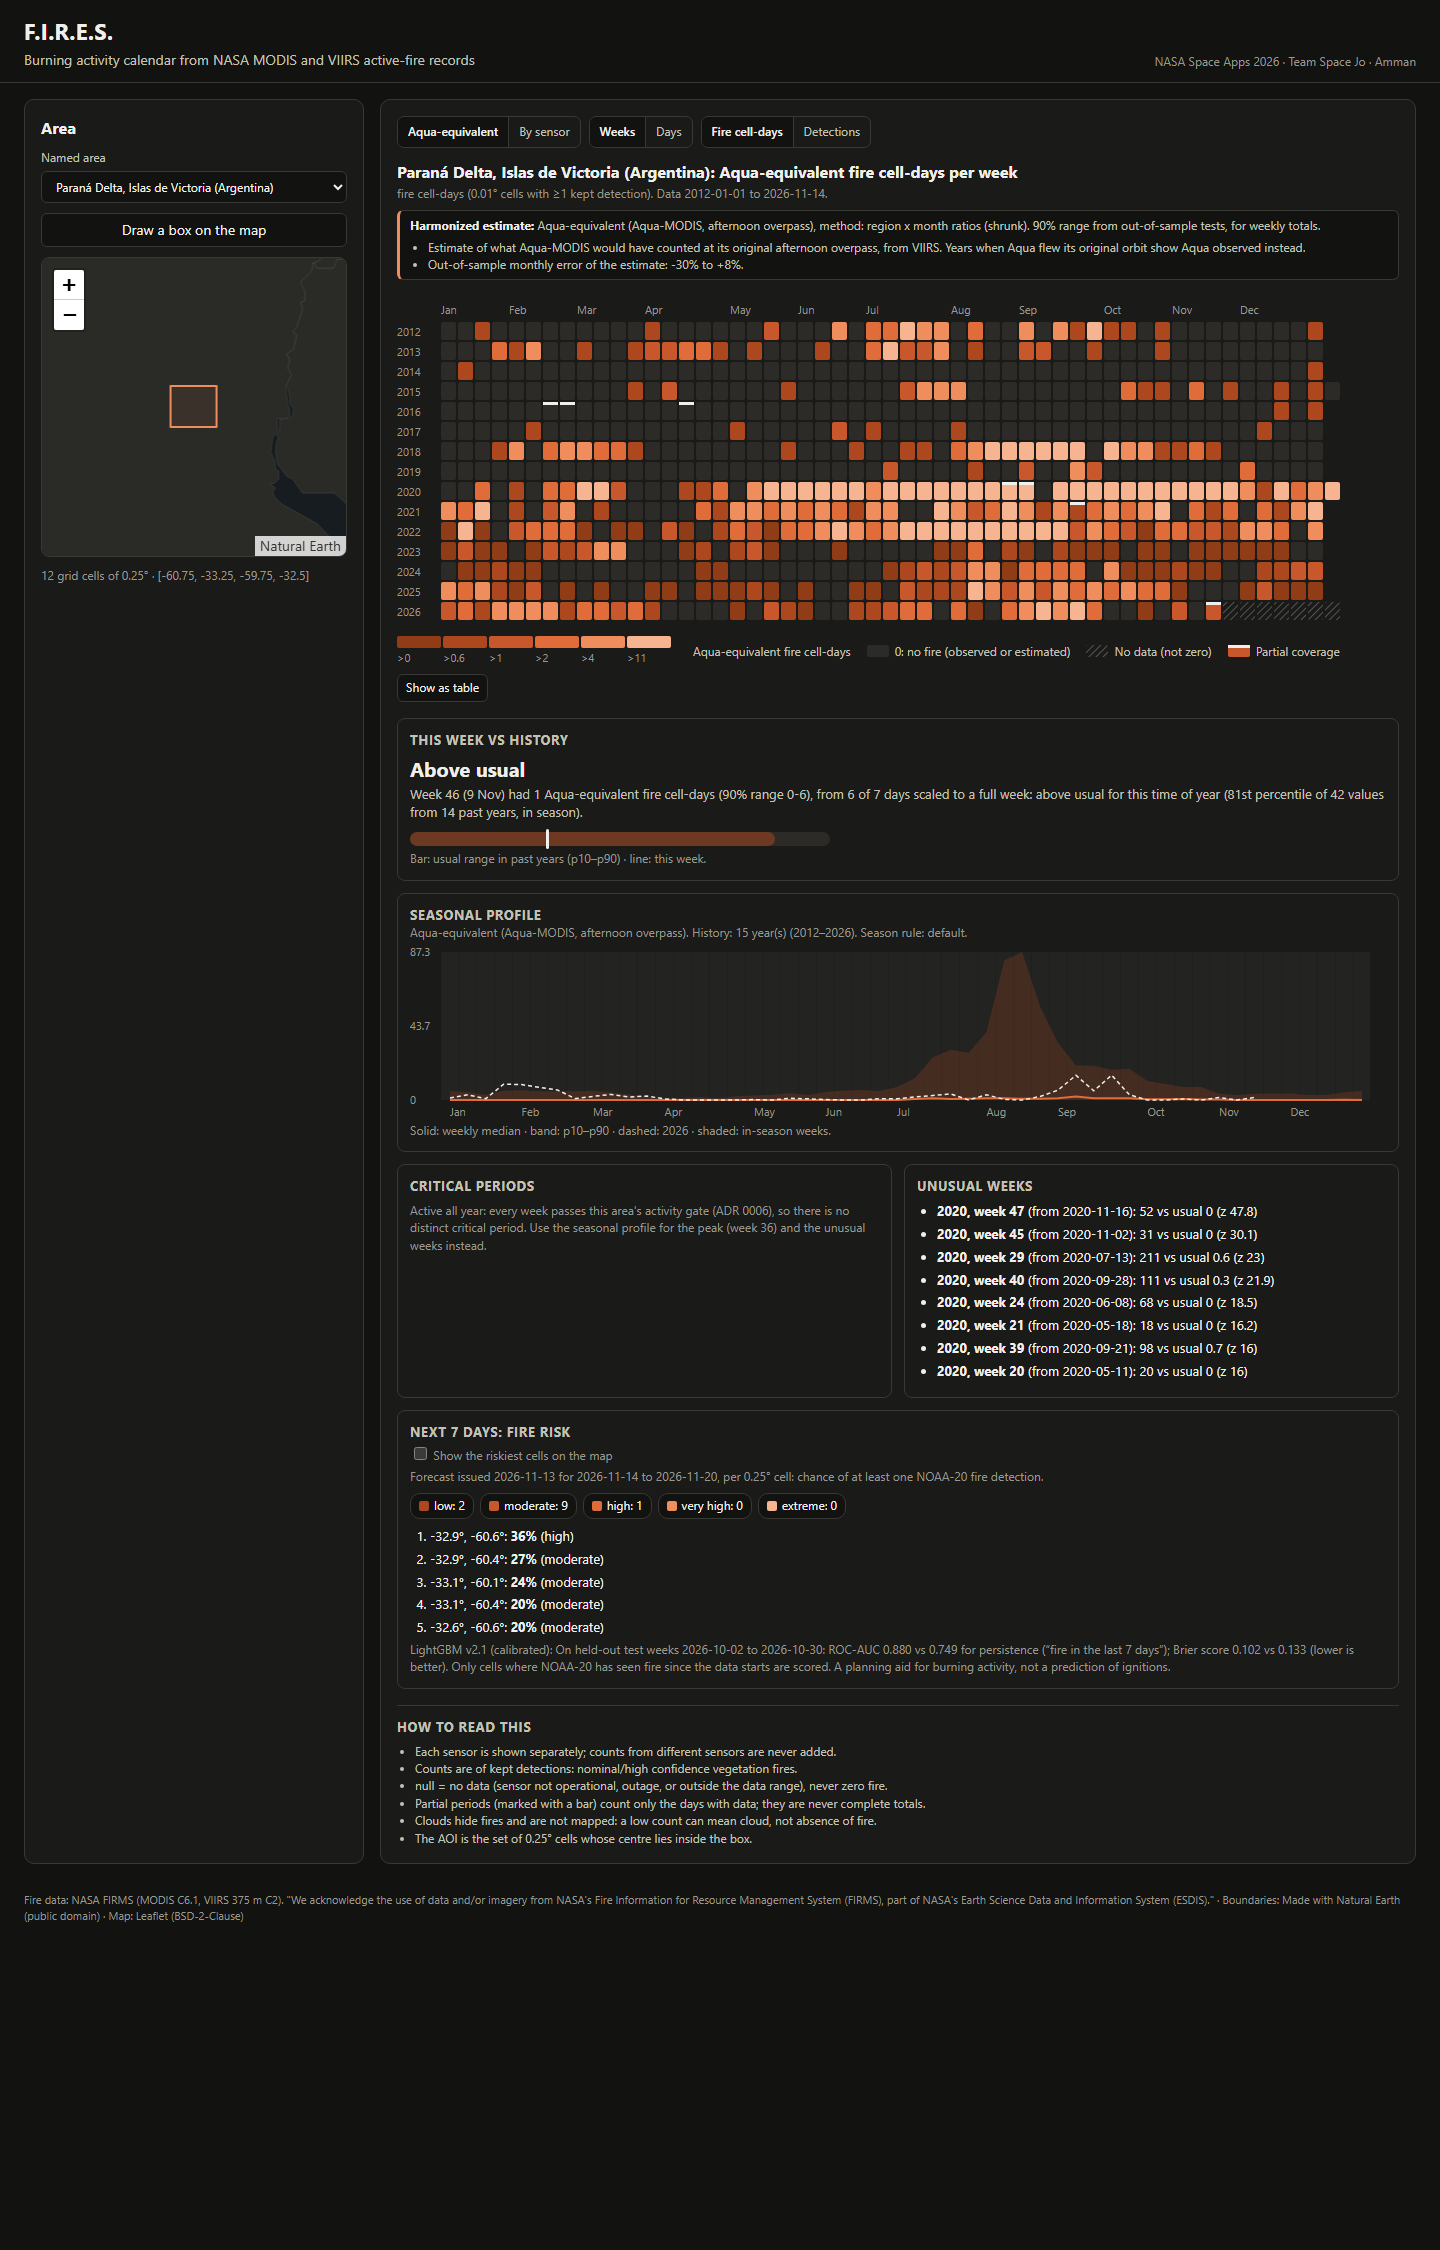 F.I.R.E.S.
Burning activity calendar from NASA MODIS and VIIRS active-fire records
NASA Space Apps 2026 · Team Space Jo · Amman
Area
Named area
Paraná Delta, Islas de Victoria (Argentina)
Draw a box on the map
+
−
Natural Earth
12 grid cells of 0.25° · [-60.75, -33.25, -59.75, -32.5]
Aqua-equivalent By sensor Weeks Days Fire cell-days Detections
Paraná Delta, Islas de Victoria (Argentina): Aqua-equivalent fire cell-days per week
fire cell-days (0.01° cells with ≥1 kept detection). Data 2012-01-01 to 2026-11-14.
Harmonized estimate: Aqua-equivalent (Aqua-MODIS, afternoon overpass), method: region x month ratios (shrunk). 90% range from out-of-sample tests, for weekly totals.
• Estimate of what Aqua-MODIS would have counted at its original afternoon overpass, from VIIRS. Years when Aqua flew its original orbit show Aqua observed instead.
• Out-of-sample monthly error of the estimate: -30% to +8%.
Jan Feb Mar Apr May Jun Jul Aug Sep Oct Nov Dec
2012
2013
2014
2015
2016
2017
2018
2019
2020
2021
2022
2023
2024
2025
2026
>0 >0.6 >1 >2 >4 >11
Aqua-equivalent fire cell-days 0: no fire (observed or estimated) No data (not zero) Partial coverage
Show as table
THIS WEEK VS HISTORY
Above usual
Week 46 (9 Nov) had 1 Aqua-equivalent fire cell-days (90% range 0-6), from 6 of 7 days scaled to a full week: above usual for this time of year (81st percentile of 42 values
from 14 past years, in season).
Bar: usual range in past years (p10–p90) · line: this week.
SEASONAL PROFILE
Aqua-equivalent (Aqua-MODIS, afternoon overpass). History: 15 year(s) (2012–2026). Season rule: default.
87.3
43.7
0
Jan Feb Mar Apr May Jun Jul Aug Sep Oct Nov Dec
Solid: weekly median · band: p10–p90 · dashed: 2026 · shaded: in-season weeks.
CRITICAL PERIODS
Active all year: every week passes this area's activity gate (ADR 0006), so there is no
distinct critical period. Use the seasonal profile for the peak (week 36) and the unusual
weeks instead.
UNUSUAL WEEKS
• 2020, week 47 (from 2020-11-16): 52 vs usual 0 (z 47.8)
• 2020, week 45 (from 2020-11-02): 31 vs usual 0 (z 30.1)
• 2020, week 29 (from 2020-07-13): 211 vs usual 0.6 (z 23)
• 2020, week 40 (from 2020-09-28): 111 vs usual 0.3 (z 21.9)
• 2020, week 24 (from 2020-06-08): 68 vs usual 0 (z 18.5)
• 2020, week 21 (from 2020-05-18): 18 vs usual 0 (z 16.2)
• 2020, week 39 (from 2020-09-21): 98 vs usual 0.7 (z 16)
• 2020, week 20 (from 2020-05-11): 20 vs usual 0 (z 16)
NEXT 7 DAYS: FIRE RISK
Show the riskiest cells on the map
Forecast issued 2026-11-13 for 2026-11-14 to 2026-11-20, per 0.25° cell: chance of at least one NOAA-20 fire detection.
low: 2 moderate: 9 high: 1 very high: 0 extreme: 0
1. -32.9°, -60.6°: 36% (high)
2. -32.9°, -60.4°: 27% (moderate)
3. -33.1°, -60.1°: 24% (moderate)
4. -33.1°, -60.4°: 20% (moderate)
5. -32.6°, -60.6°: 20% (moderate)
LightGBM v2.1 (calibrated): On held-out test weeks 2026-10-02 to 2026-10-30: ROC-AUC 0.880 vs 0.749 for persistence ("fire in the last 7 days"); Brier score 0.102 vs 0.133 (lower is
better). Only cells where NOAA-20 has seen fire since the data starts are scored. A planning aid for burning activity, not a prediction of ignitions.
HOW TO READ THIS
• Each sensor is shown separately; counts from different sensors are never added.
• Counts are of kept detections: nominal/high confidence vegetation fires.
• null = no data (sensor not operational, outage, or outside the data range), never zero fire.
• Partial periods (marked with a bar) count only the days with data; they are never complete totals.
• Clouds hide fires and are not mapped: a low count can mean cloud, not absence of fire.
• The AOI is the set of 0.25° cells whose centre lies inside the box.
Fire data: NASA FIRMS (MODIS C6.1, VIIRS 375 m C2). "We acknowledge the use of data and/or imagery from NASA's Fire Information for Resource Management System (FIRMS), part of NASA's Earth Science Data and Information System (ESDIS)." · Boundaries: Made with Natural Earth
(public domain) · Map: Leaflet (BSD-2-Clause)